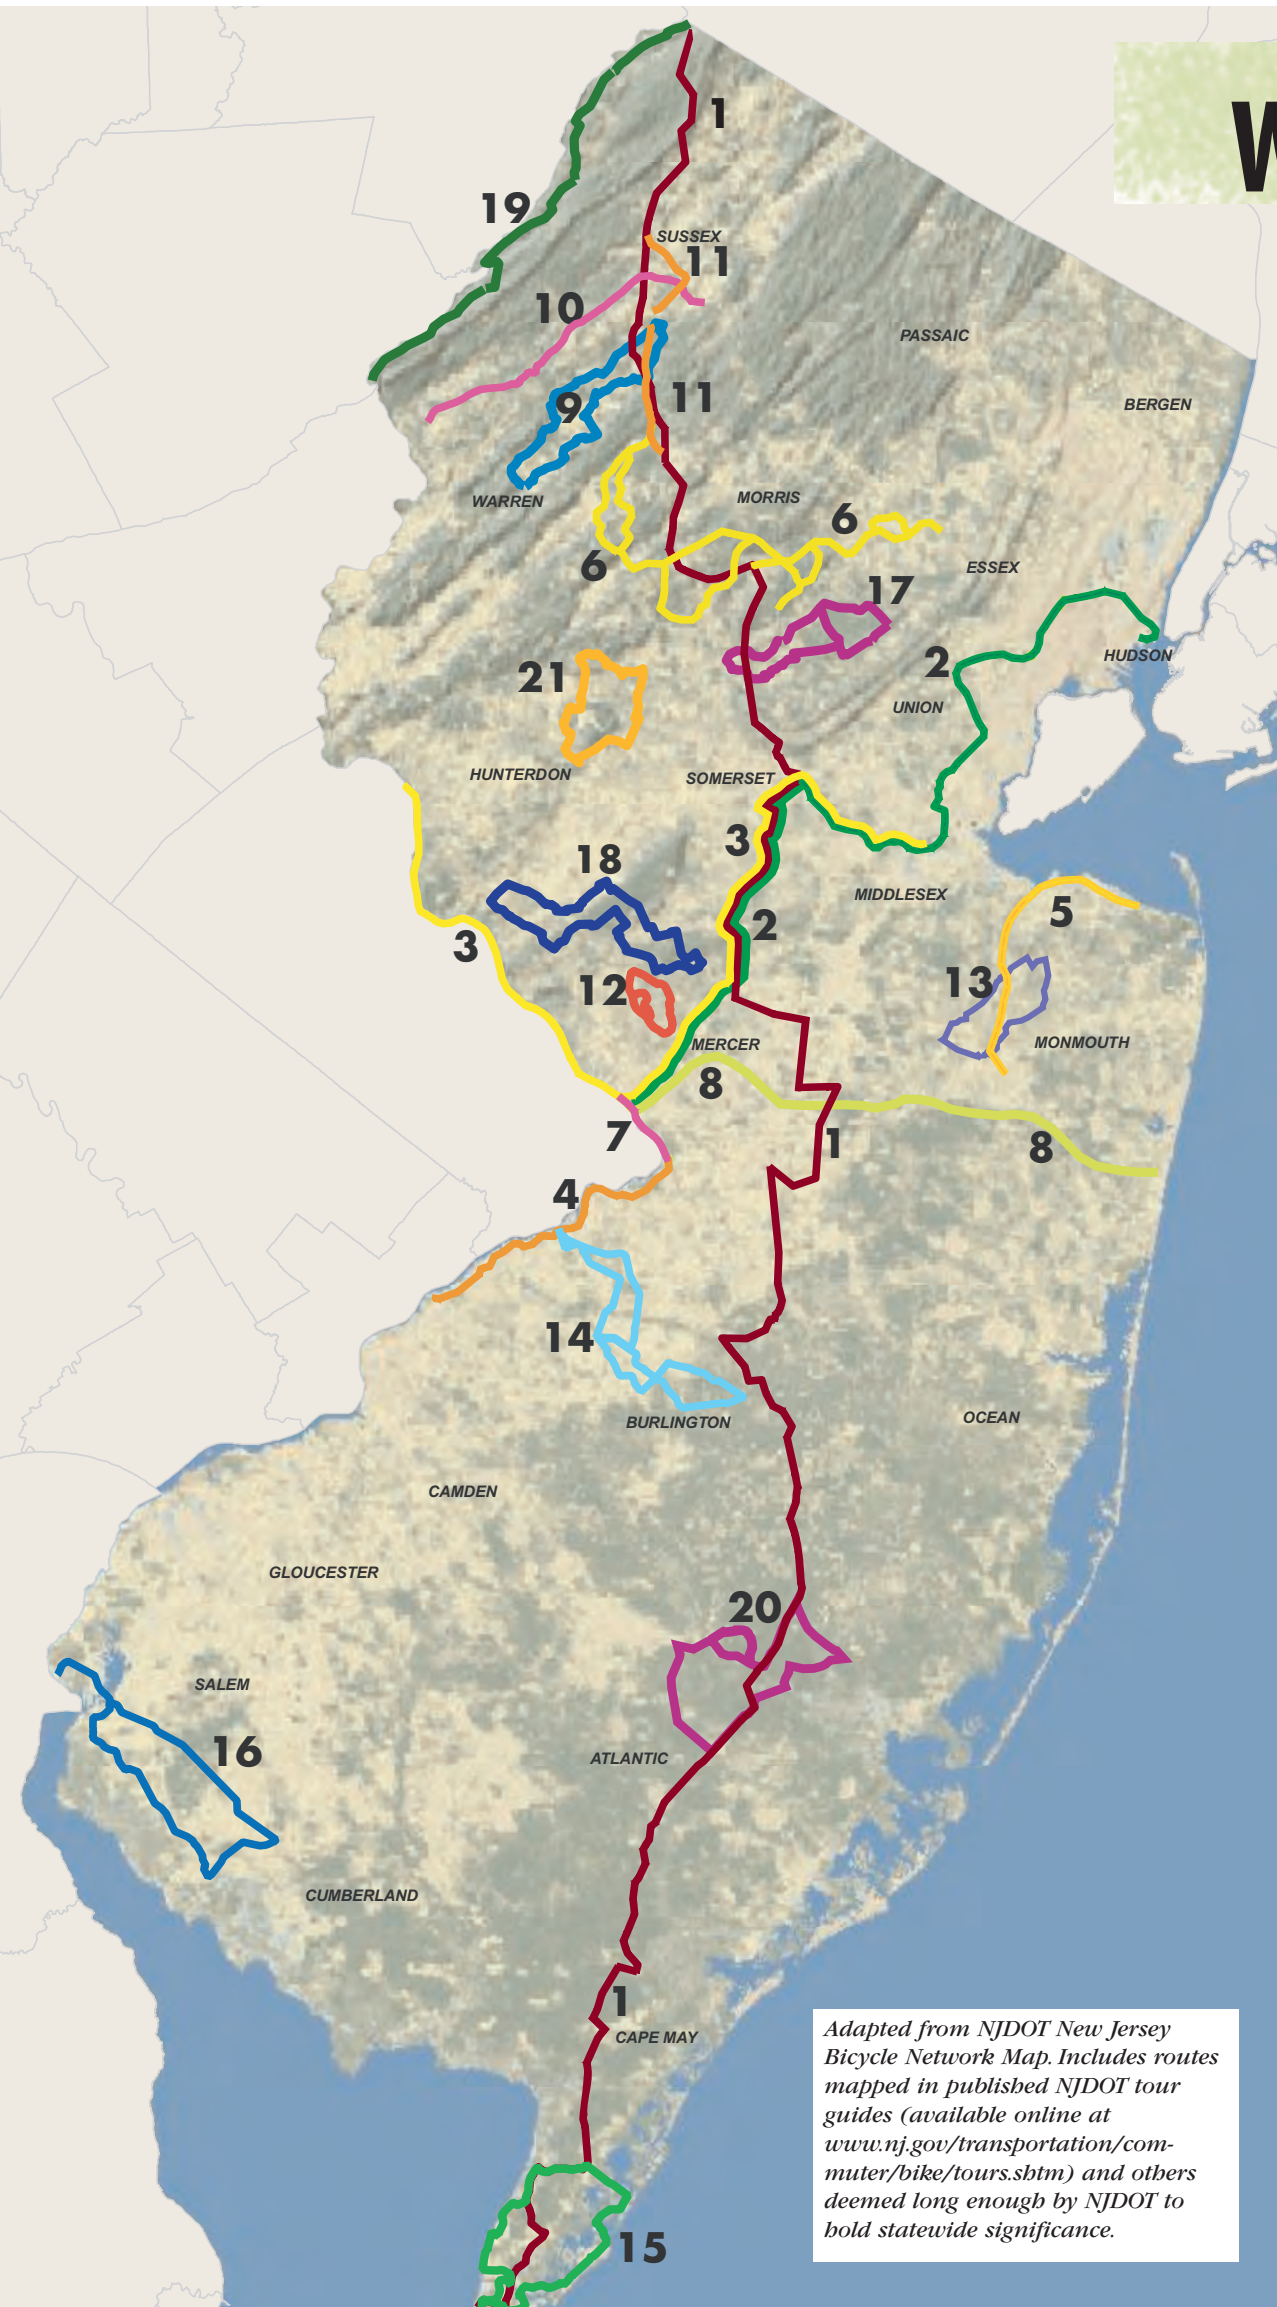 W
1
19
SUSSEX
11
10
PASSAIC
11
9
BERGEN
WARREN
MORRIS
6
6
ESSEX
17
HUDSON
2
21
UNION
HUNTERDON
SOMERSET
3
18
MIDDLESEX
5
2
3
13
12
MERCER
MONMOUTH
8
7
1
8
4
14
OCEAN
BURLINGTON
CAMDEN
GLOUCESTER
20
SALEM
16
ATLANTIC
CUMBERLAND
1
CAPE MAY
15
Adapted from NJDOT New Jersey
Bicycle Network Map. Includes routes
mapped in published NJDOT tour
guides (available online at
www.nj.gov/transportation/com-
muter/bike/tours.shtm) and others
deemed long enough by NJDOT to
hold statewide significance.